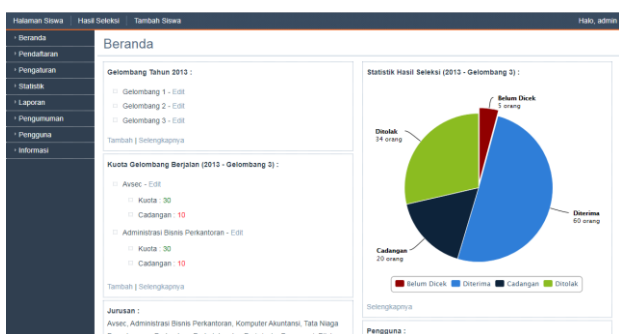 Halaman Siswa
Hasil Seleksi
Tambah Siswa
Halo, admin
Beranda
Pendaftaran
Pengaturan
Statistik
Laporan
Pengumuman
Pengguna
Informasi
Beranda
Gelombang Tahun 2013 :
Gelombang 1 - Edit
Gelombang 2 - Edit
Gelombang 3 - Edit
Tambah | Selengkapnya
Kuota Gelombang Berjalan (2013 - Gelombang 3) :
Avsec - Edit
Kuota : 30
Cadangan : 10
Administrasi Bisnis Perkantoran - Edit
Kuota : 30
Cadangan : 10
Tambah | Selengkapnya
Jurusan :
Avsec, Administrasi Bisnis Perkantoran, Komputer Akuntansi, Tata Niaga
Statistik Hasil Seleksi (2013 - Gelombang 3) :
Belum Dicek
5 orang
Ditolak
34 orang
Diterima
60 orang
Cadangan
20 orang
Belum Dicek Diterima Cadangan Ditolak
Selengkapnya
Pengguna :